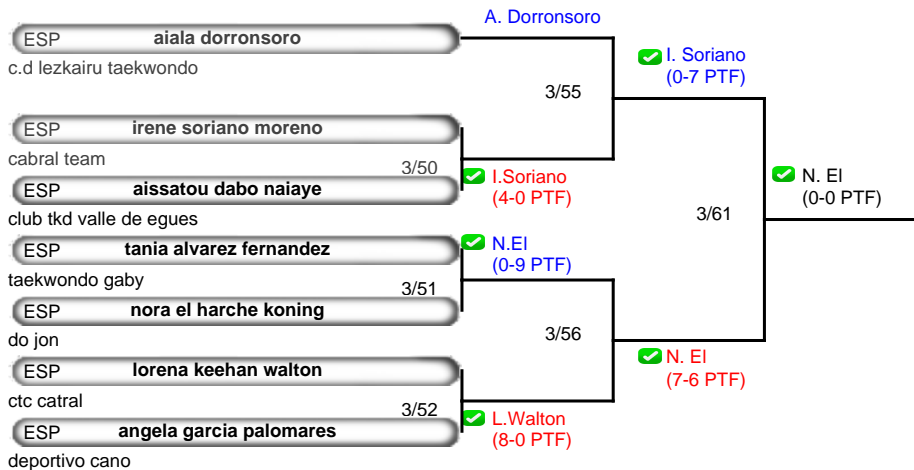 A. Dorronsoro
ESP aiala dorronsoro
c.d lezkairu taekwondo
I. Soriano
(0-7 PTF)
3/55
ESP irene soriano moreno
cabral team
3/50
I.Soriano
(4-0 PTF)
ESP aissatou dabo naiaye
club tkd valle de egues
N. El
(0-0 PTF)
3/61
ESP tania alvarez fernandez
N.El
(0-9 PTF)
taekwondo gaby
3/51
ESP nora el harche koning
do jon
3/56
N. El
(7-6 PTF)
ESP lorena keehan walton
ctc catral
3/52
L.Walton
(8-0 PTF)
ESP angela garcia palomares
deportivo cano